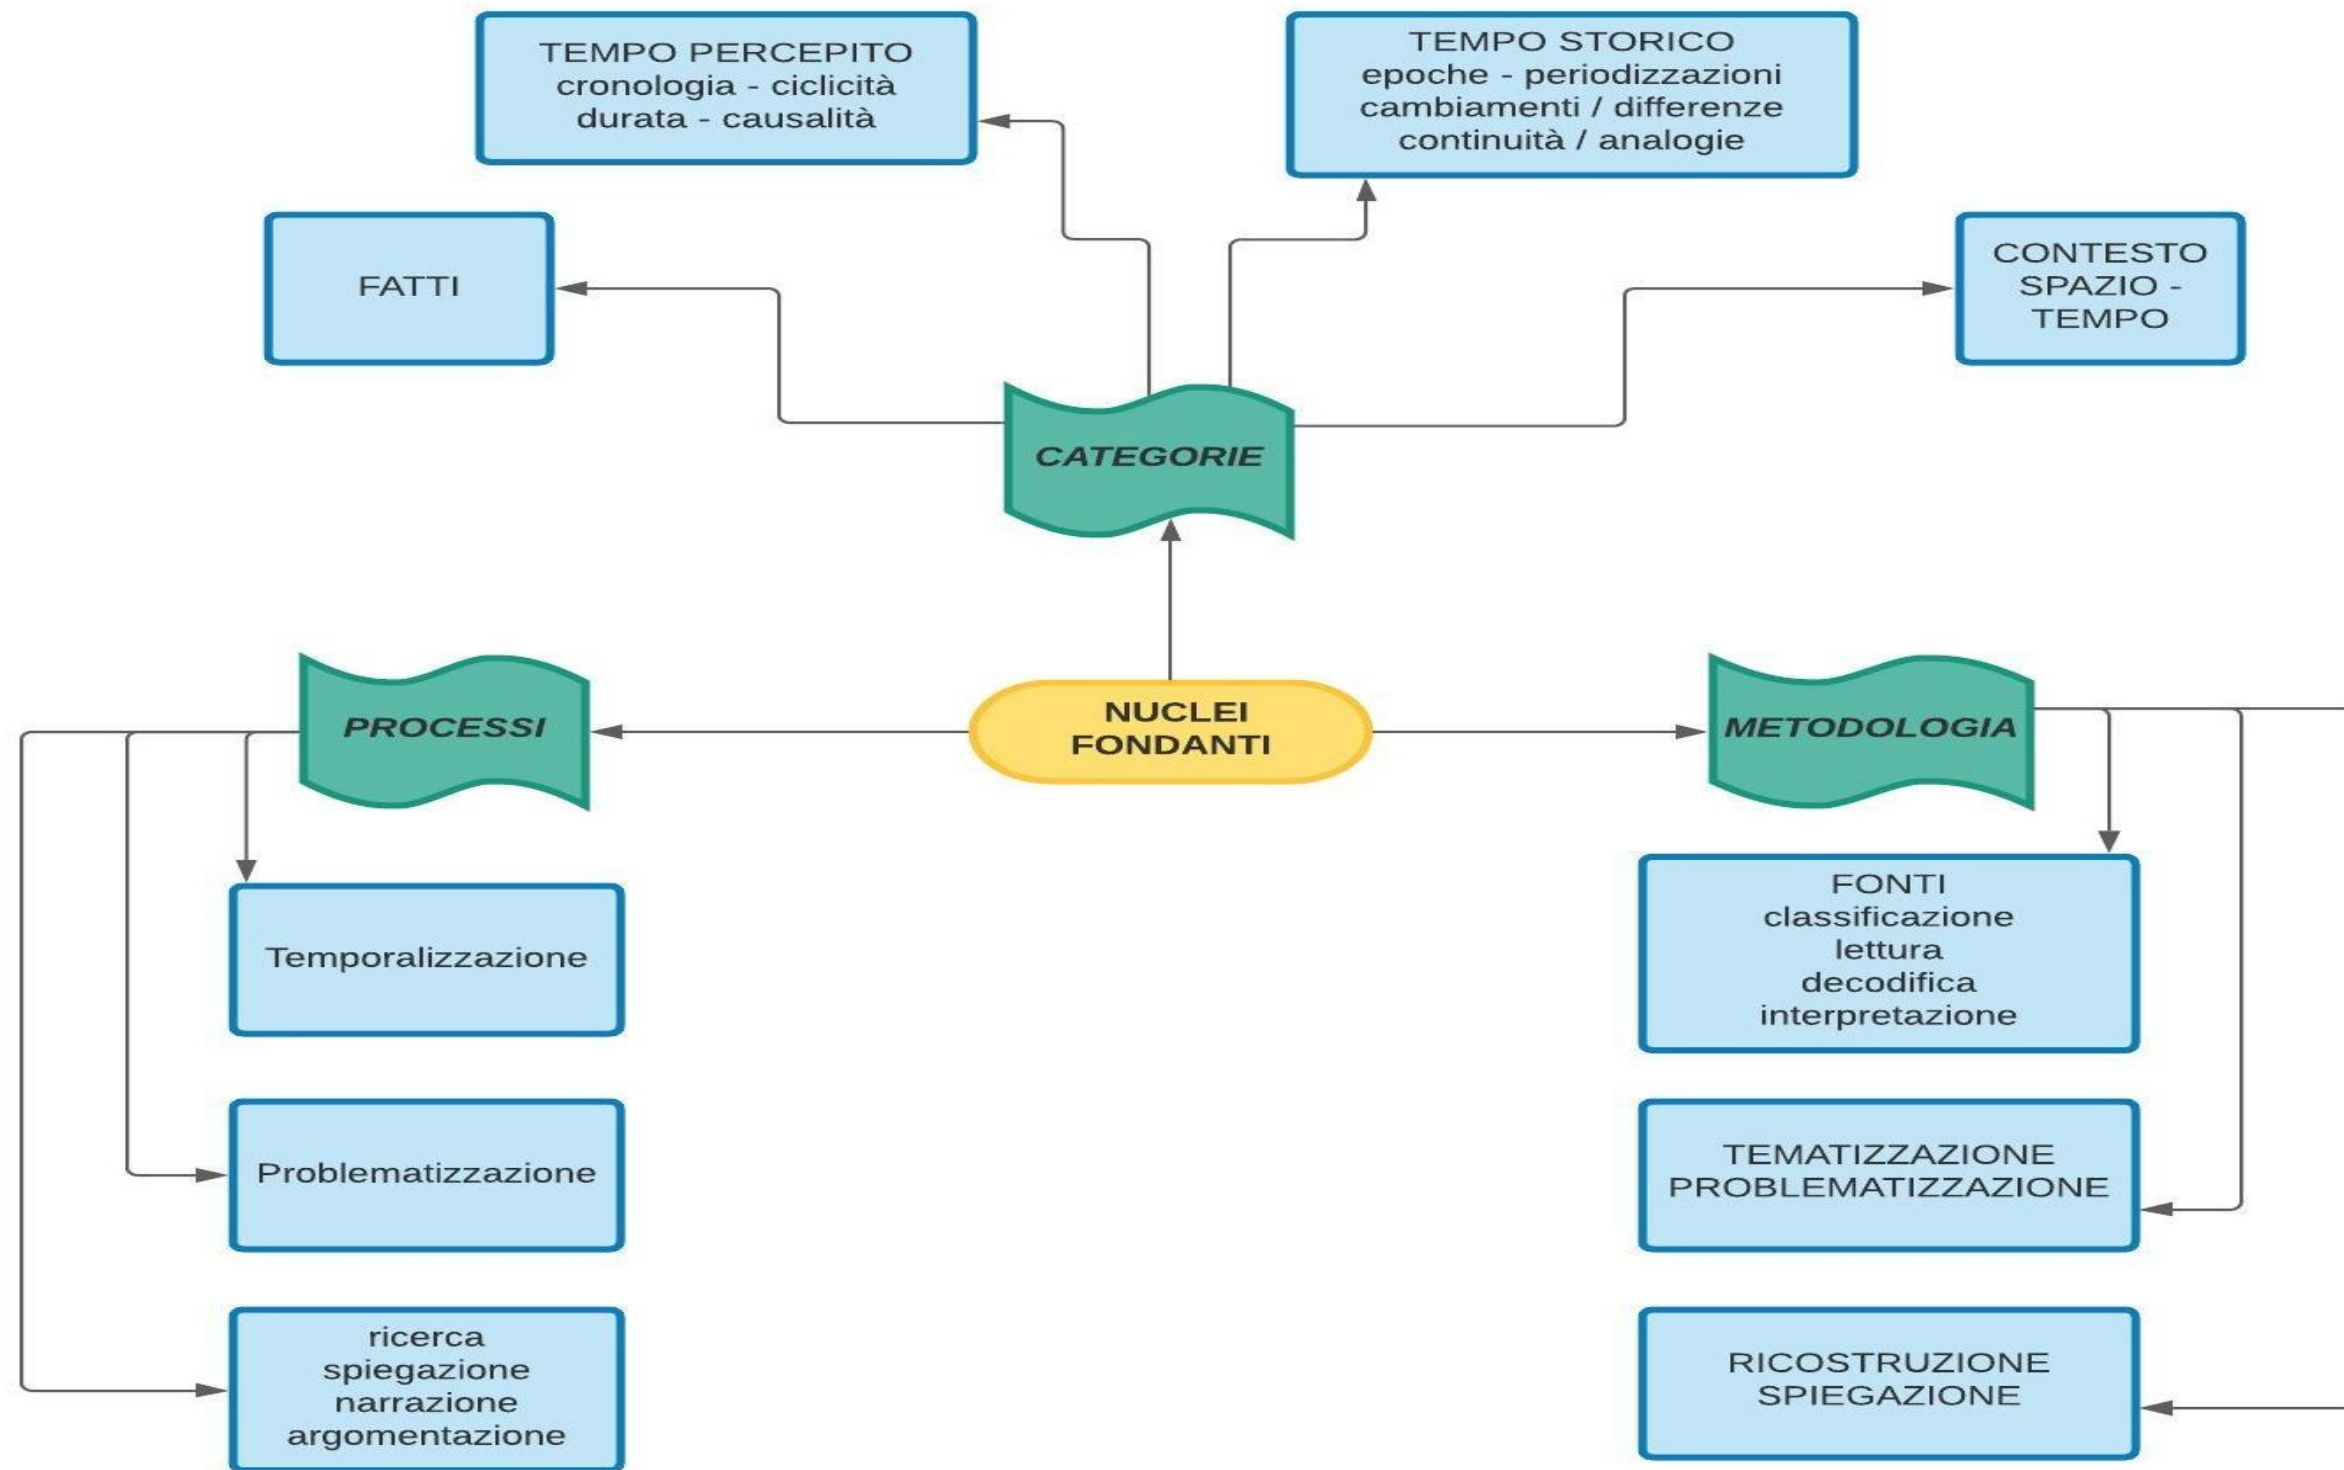 TEMPO PERCEPITO
cronologia - ciclicità
durata - causalità
TEMPO STORICO
epoche - periodizzazioni
cambiamenti / differenze
continuità / analogie
FATTI
CONTESTO
SPAZIO -
TEMPO
CATEGORIE
PROCESSI
NUCLEI
FONDANTI
METODOLOGIA
Temporalizzazione
Problematizzazione
ricerca
spiegazione
narrazione
argomentazione
FONTI
classificazione
lettura
decodifica
interpretazione
TEMATIZZAZIONE
PROBLEMATIZZAZIONE
RICOSTRUZIONE
SPIEGAZIONE